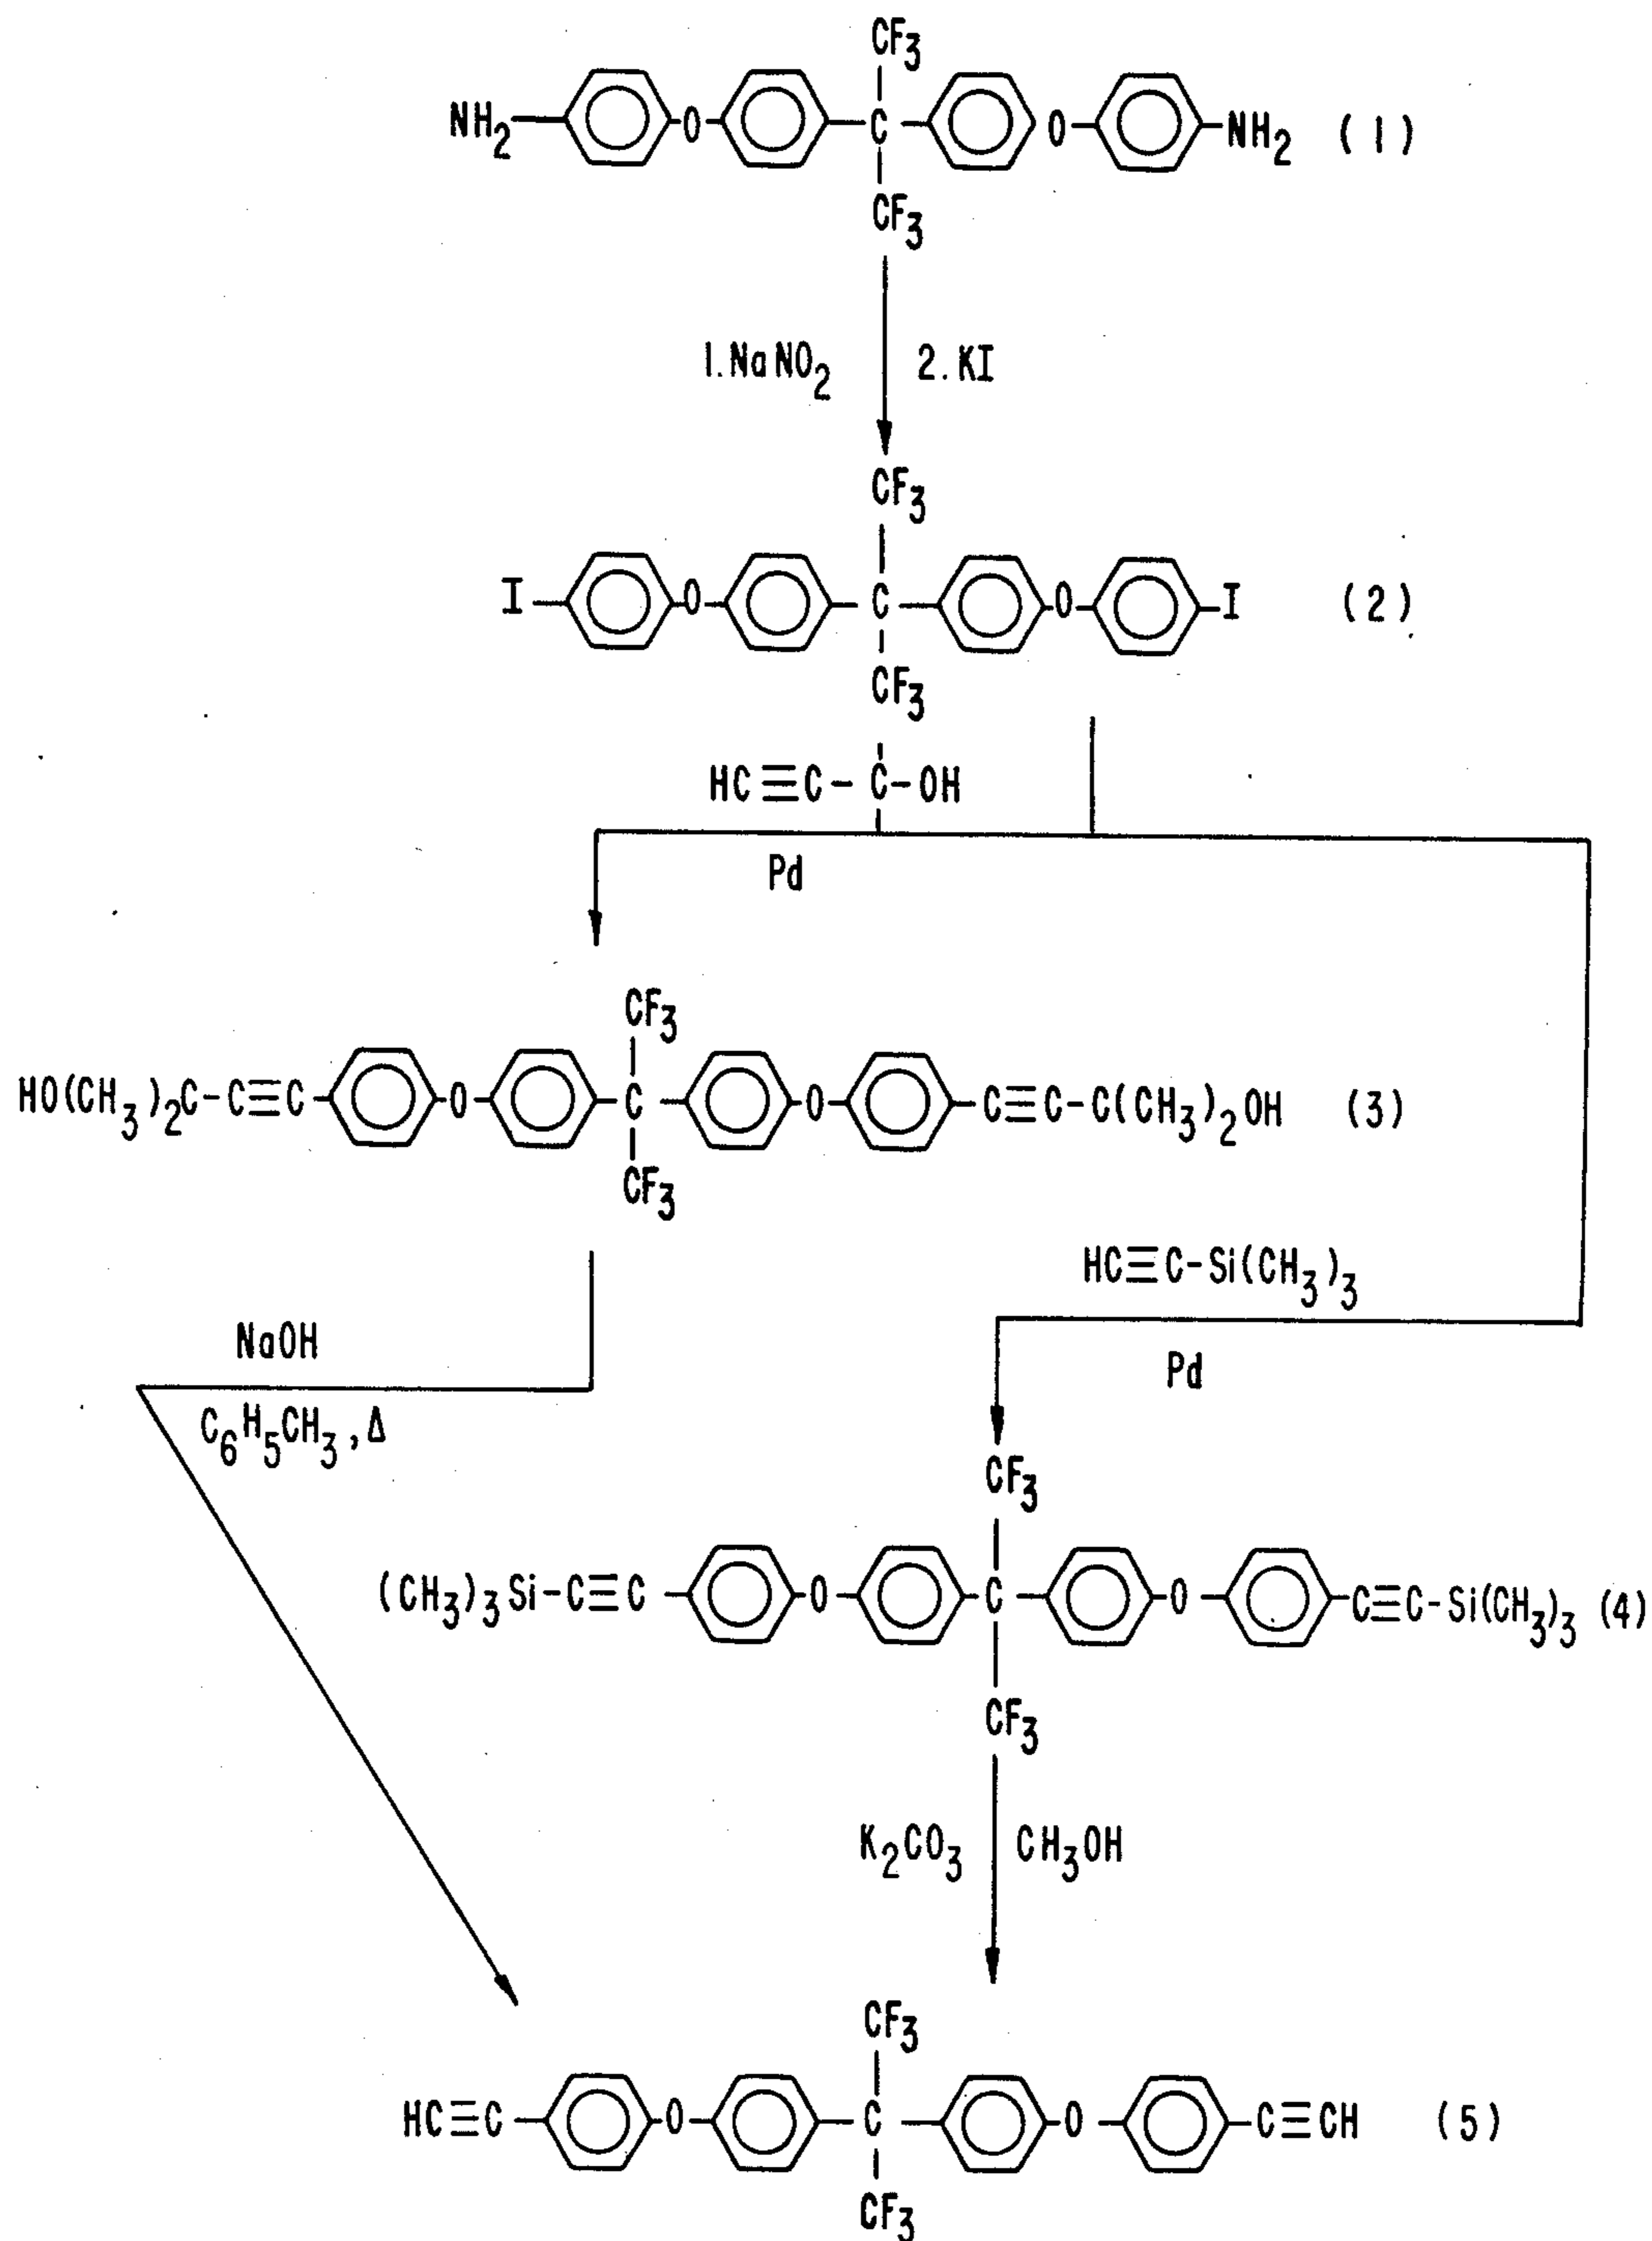 CF3
NH2 O C O NH2 (1)
CF3
1. NaNO2 2. KI
CF3
I O C O I (2)
CF3
HC≡C-C-OH
Pd
CF3
HO(CH3)2C-C≡C O C O C≡C-C(CH3)2OH (3)
CF3
HC≡C-Si(CH3)3
NaOH
Pd
C6H5CH3, Δ
CF3
(CH3)3Si-C≡C O C O C≡C-Si(CH3)3 (4)
CF3
K2CO3 CH3OH
CF3
HC≡C O C O C≡CH (5)
CF3